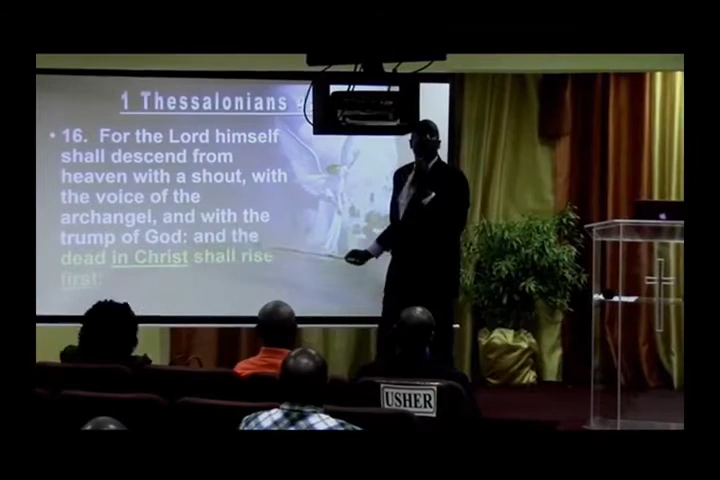 1 Thessalonians
• 16. For the Lord himself
shall descend from
heaven with a shout, with
the voice of the
archangel, and with the
trump of God: and the
dead in Christ shall rise
first:
USHER